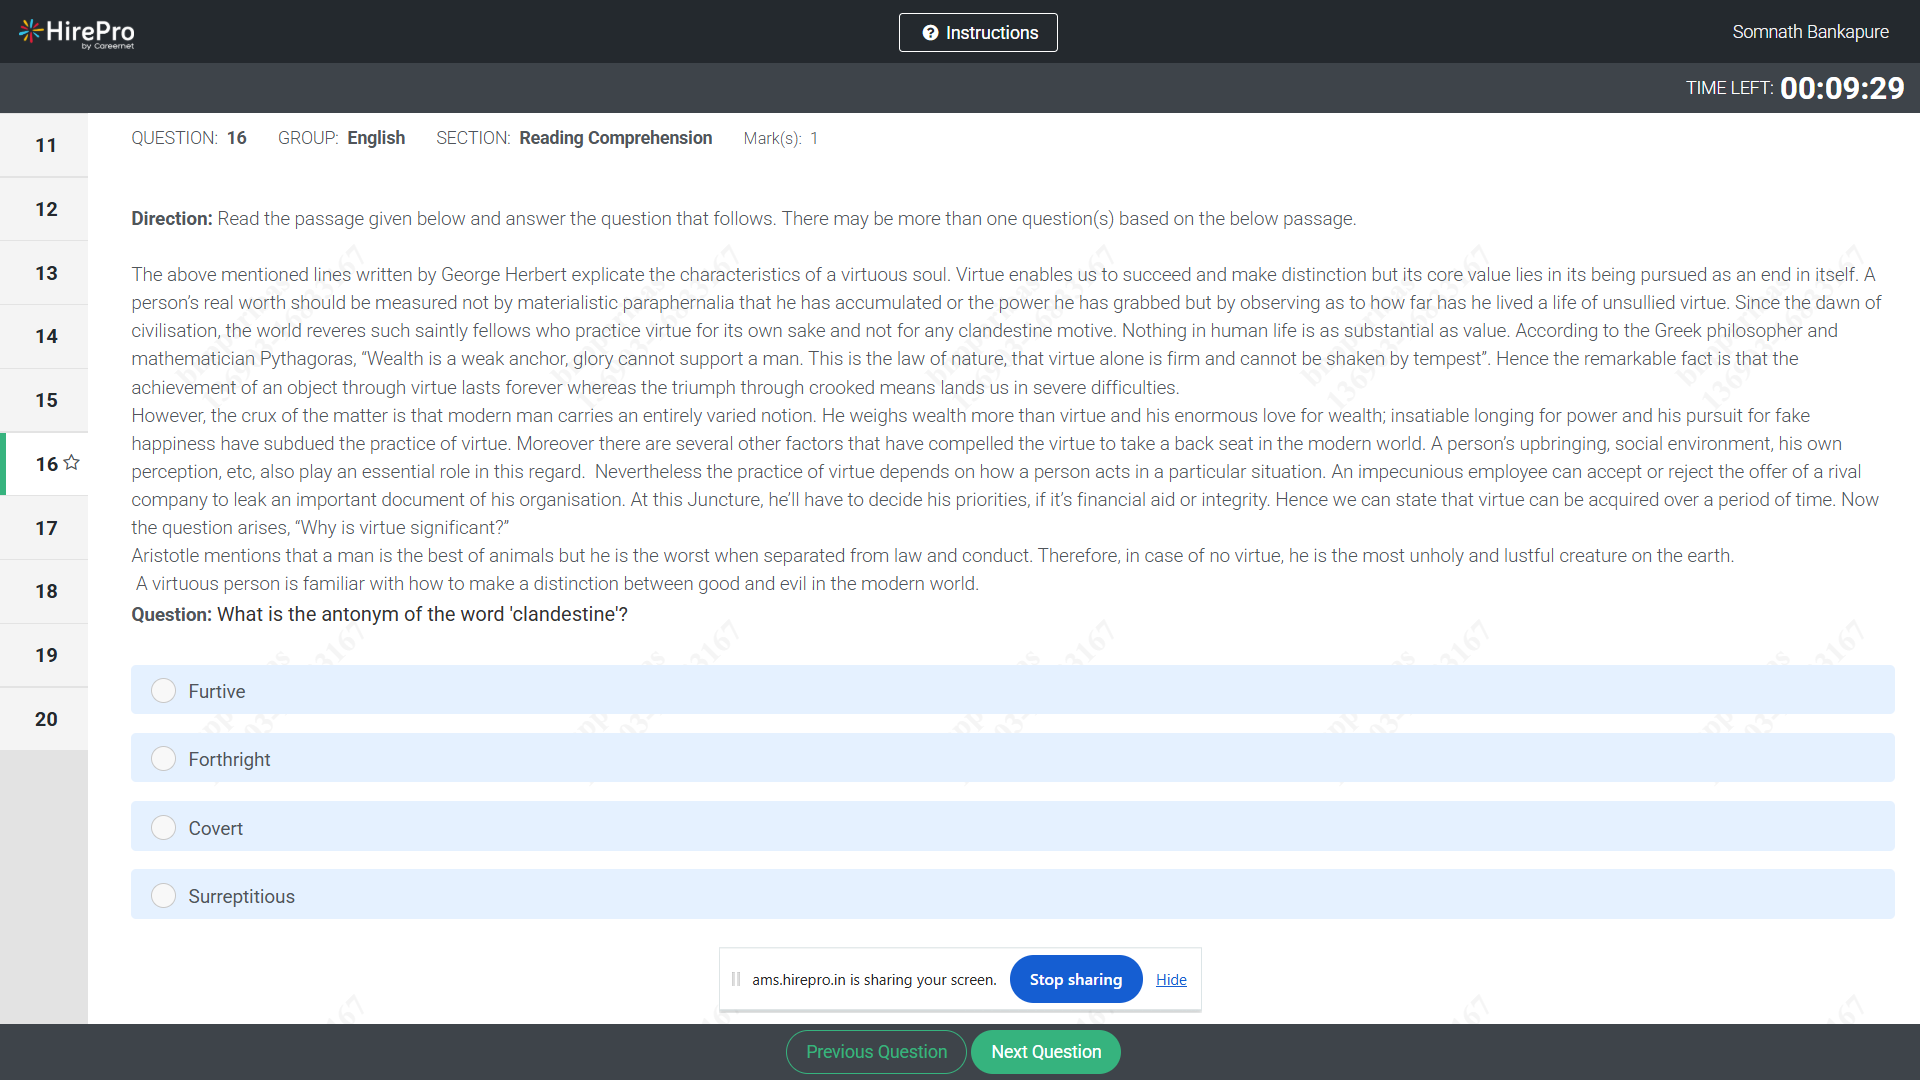 HirePro
by Careernet
Instructions
Somnath Bankapure
TIME LEFT: 00:09:29
11
12
13
14
15
16
17
18
19
20
QUESTION: 16 GROUP: English SECTION: Reading Comprehension Mark(s): 1
Direction: Read the passage given below and answer the question that follows. There may be more than one question(s) based on the below passage.
The above mentioned lines written by George Herbert explicate the characteristics of a virtuous soul. Virtue enables us to succeed and make distinction but its core value lies in its being pursued as an end in itself. A
person’s real worth should be measured not by materialistic paraphernalia that he has accumulated or the power he has grabbed but by observing as to how far has he lived a life of unsullied virtue. Since the dawn of
civilisation, the world reveres such saintly fellows who practice virtue for its own sake and not for any clandestine motive. Nothing in human life is as substantial as value. According to the Greek philosopher and
mathematician Pythagoras, “Wealth is a weak anchor, glory cannot support a man. This is the law of nature, that virtue alone is firm and cannot be shaken by tempest”. Hence the remarkable fact is that the
achievement of an object through virtue lasts forever whereas the triumph through crooked means lands us in severe difficulties.
However, the crux of the matter is that modern man carries an entirely varied notion. He weighs wealth more than virtue and his enormous love for wealth; insatiable longing for power and his pursuit for fake
happiness have subdued the practice of virtue. Moreover there are several other factors that have compelled the virtue to take a back seat in the modern world. A person’s upbringing, social environment, his own
perception, etc, also play an essential role in this regard. Nevertheless the practice of virtue depends on how a person acts in a particular situation. An impecunious employee can accept or reject the offer of a rival
company to leak an important document of his organisation. At this Juncture, he’ll have to decide his priorities, if it’s financial aid or integrity. Hence we can state that virtue can be acquired over a period of time. Now
the question arises, “Why is virtue significant?”
Aristotle mentions that a man is the best of animals but he is the worst when separated from law and conduct. Therefore, in case of no virtue, he is the most unholy and lustful creature on the earth.
A virtuous person is familiar with how to make a distinction between good and evil in the modern world.
Question: What is the antonym of the word 'clandestine'?
Furtive
Forthright
Covert
Surreptitious
ams.hirepro.in is sharing your screen. Stop sharing Hide
Previous Question Next Question